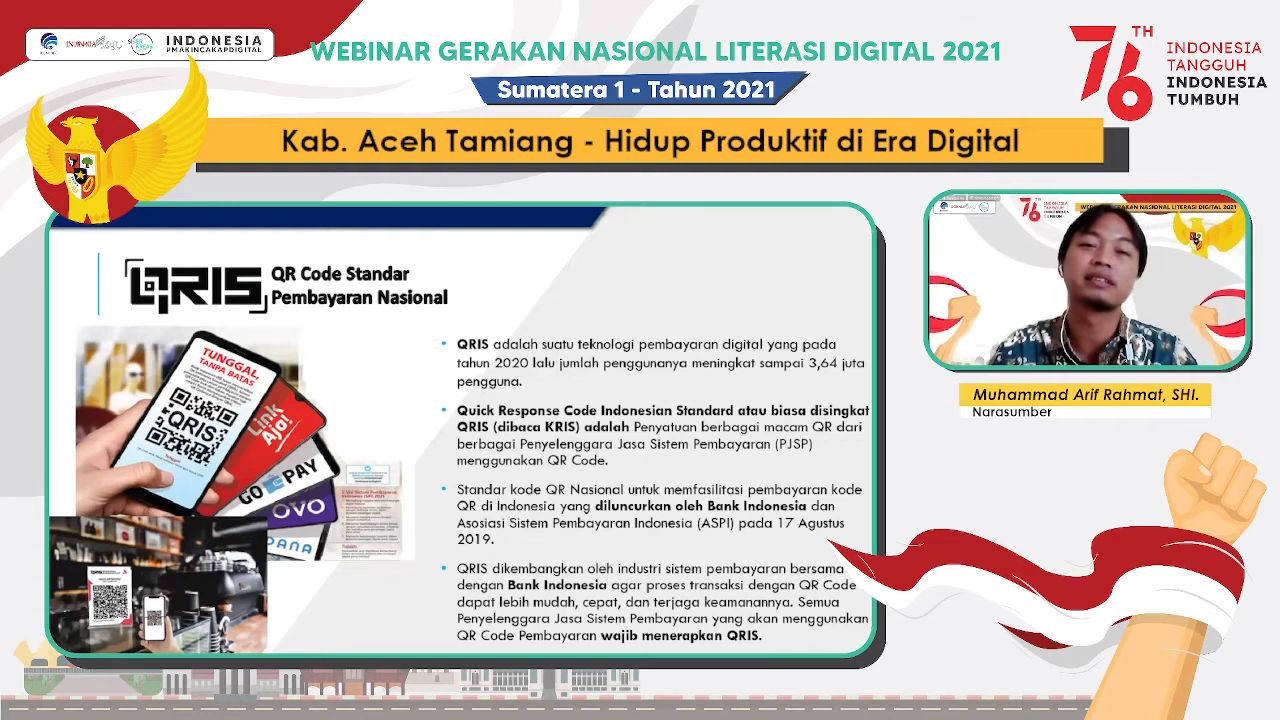 INDONESIA
#MAKINCAKAPDIGITAL
WEBINAR GERAKAN NASIONAL LITERASI DIGITAL 2021
Sumatera 1 - Tahun 2021
76 TH
INDONESIA
TANGGUH
INDONESIA
TUMBUH
Kab. Aceh Tamiang - Hidup Produktif di Era Digital
QRIS
QR Code Standar
Pembayaran Nasional
TUNGGAL,
TANPA BATAS
QRIS
Link
Aja!
GO PAY
OVO
DANA
QRIS adalah suatu teknologi pembayaran digital yang pada
tahun 2020 lalu jumlah penggunanya meningkat sampai 3,64 juta
pengguna.
Quick Response Code Indonesian Standard atau biasa disingkat
QRIS (dibaca KRIS) adalah Penyatuan berbagai macam QR dari
berbagai Penyelenggara Jasa Sistem Pembayaran (PJSP)
menggunakan QR Code.
Standar kode QR Nasional untuk memfasilitasi pembayaran kode
QR di Indonesia yang diluncurkan oleh Bank Indonesia dan
Asosiasi Sistem Pembayaran Indonesia (ASPI) pada 17 Agustus
2019.
QRIS dikembangkan oleh industri sistem pembayaran bersama
dengan Bank Indonesia agar proses transaksi dengan QR Code
dapat lebih mudah, cepat, dan terjaga keamanannya. Semua
Penyelenggara Jasa Sistem Pembayaran yang akan menggunakan
QR Code Pembayaran wajib menerapkan QRIS.
76
Muhammad Arif Rahmat, SHI.
Narasumber